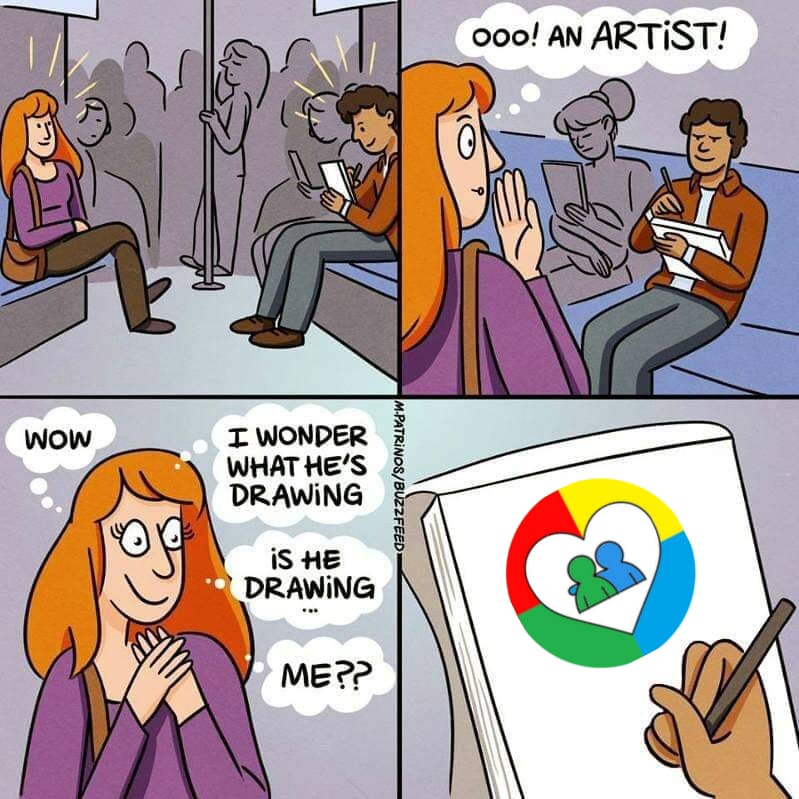 OOO! AN ARTiST!
WOW
I WONDER
WHAT HE'S
DRAWiNG
iS HE
DRAWiNG
...
ME??
M.PATRiNOS/BUZZFEED